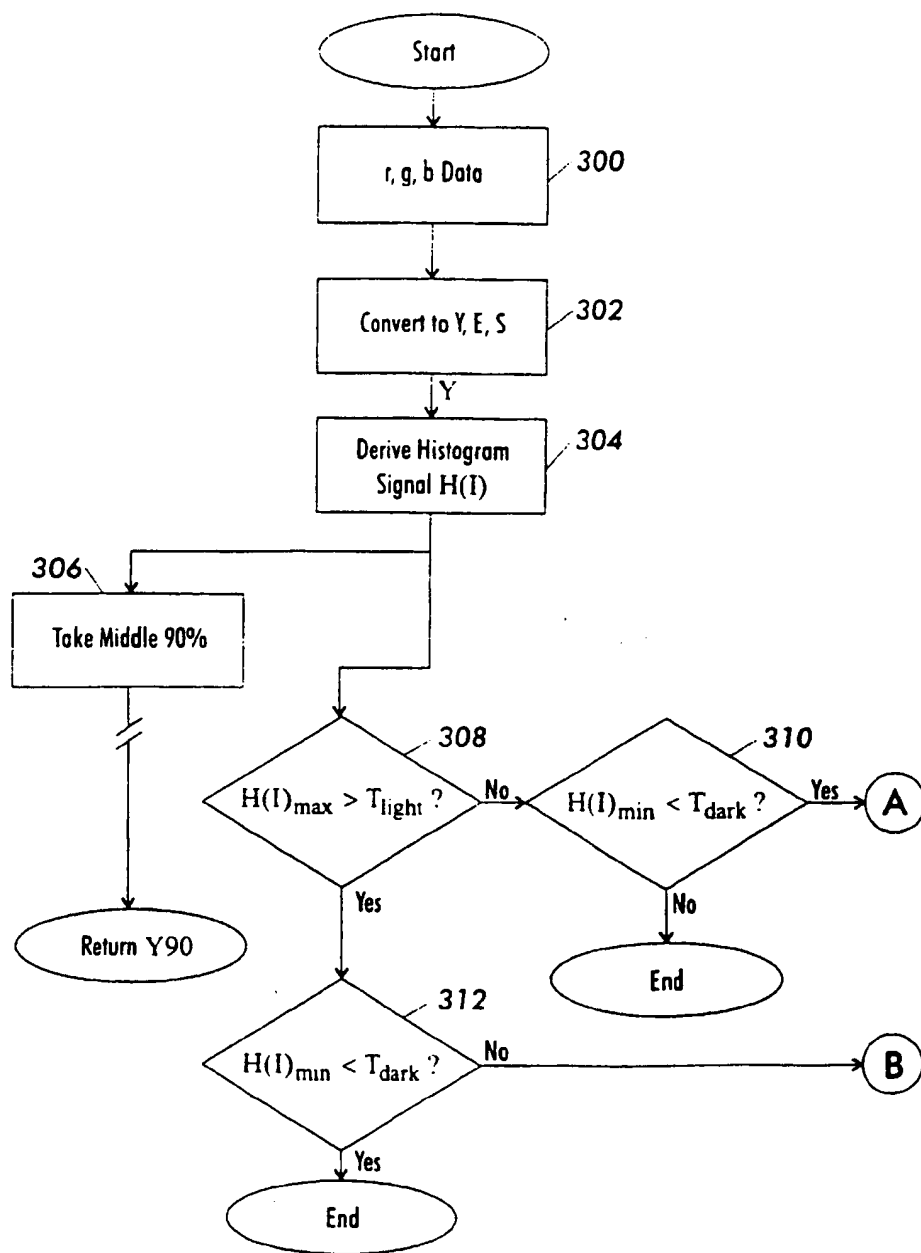 Start
r, g, b Data
300
Convert to Y, E, S
302
Y
Derive Histogram
Signal H(I)
304
306
Take Middle 90%
308
H(I)max > Tlight ?
No
310
H(I)min < Tdark ?
Yes
A
Yes
No
Return Y90
End
312
H(I)min < Tdark ?
No
B
Yes
End